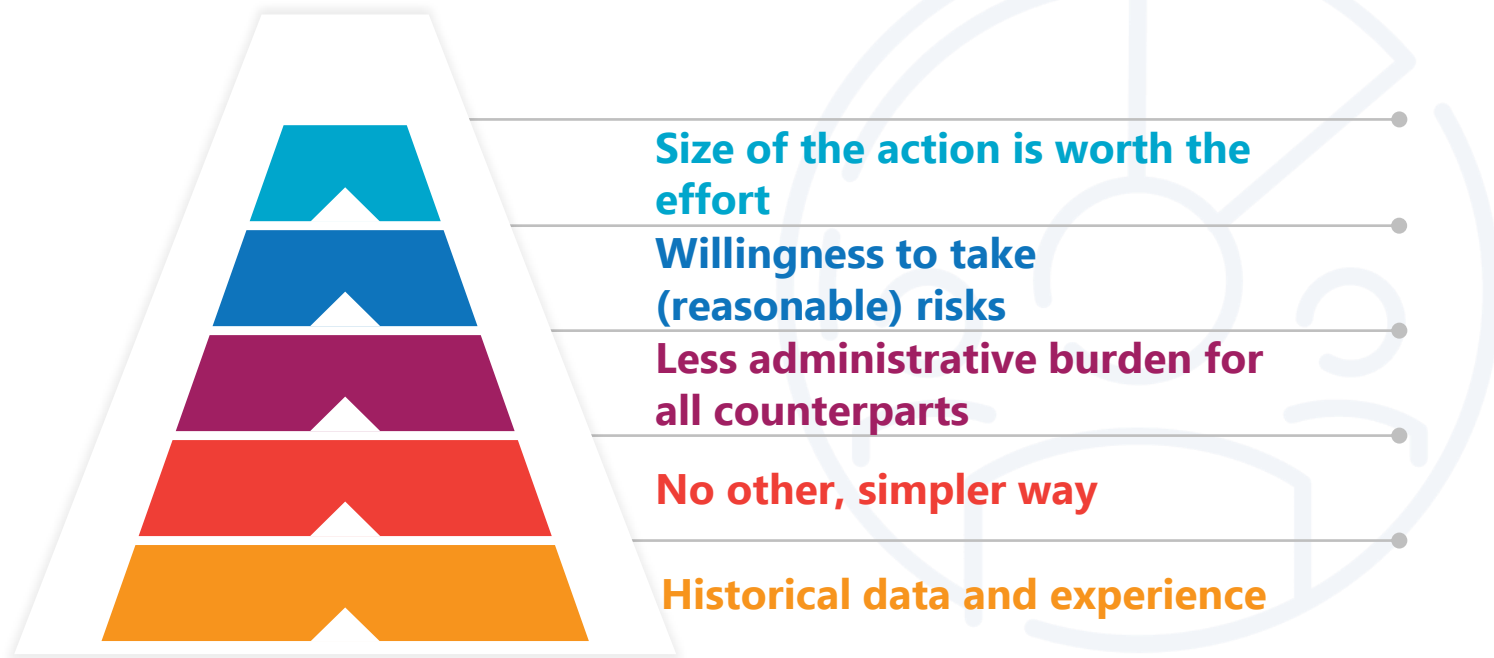 Size of the action is worth the
effort
Willingness to take
(reasonable) risks
Less administrative burden for
all counterparts
No other, simpler way
Historical data and experience